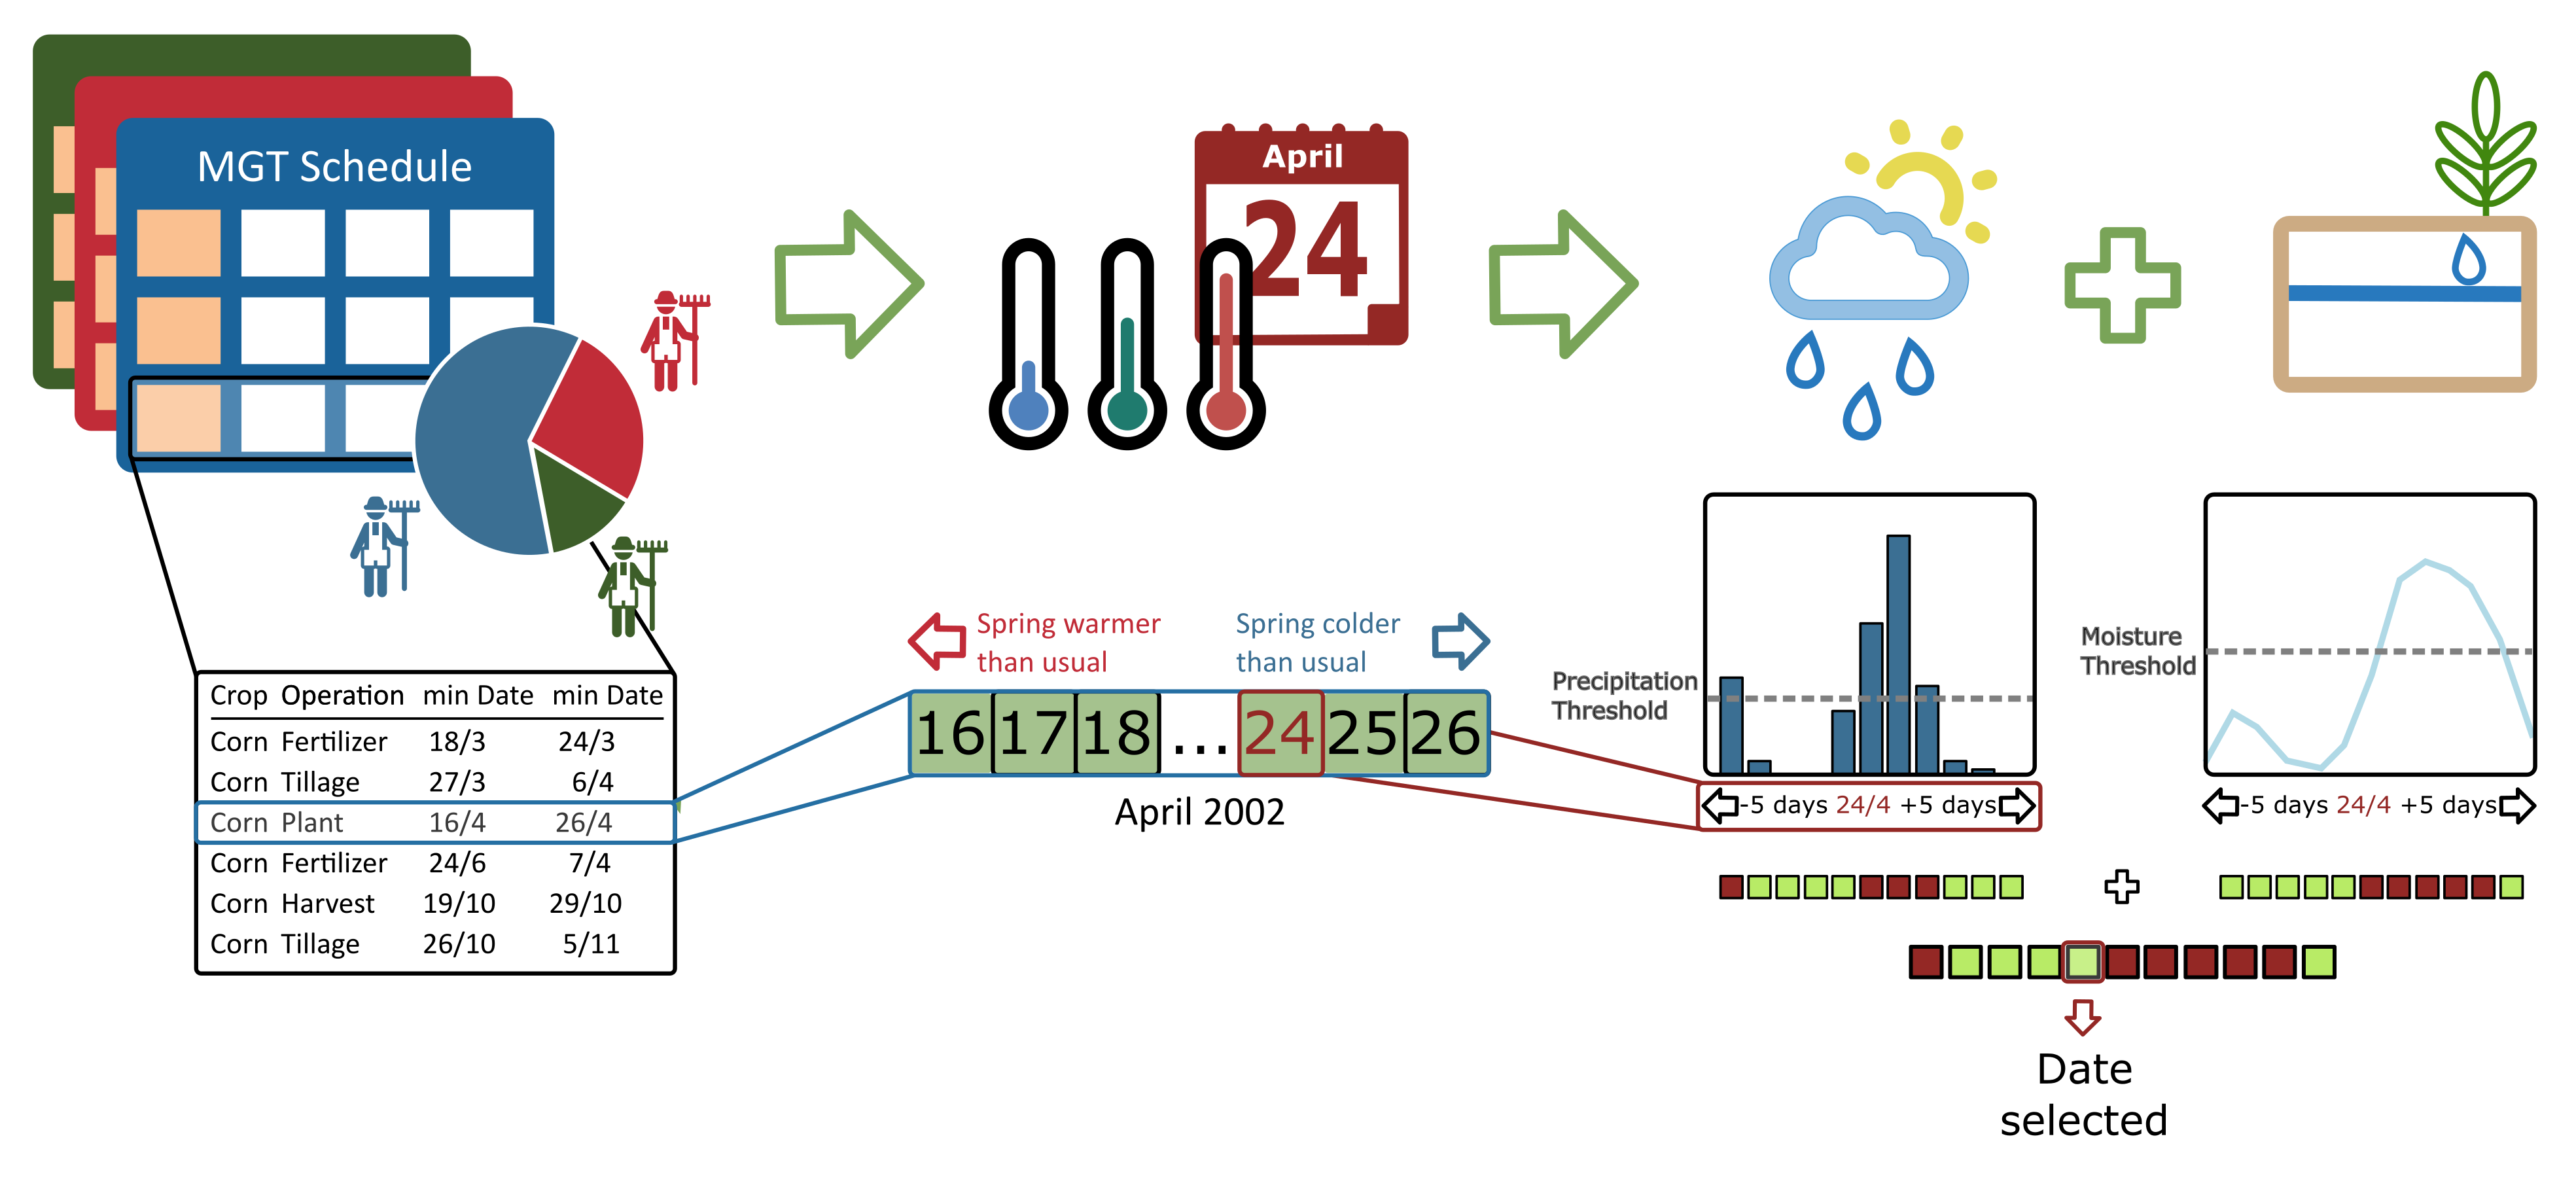 MGT Schedule
April
24
Crop Operation min Date min Date
Corn Fertilizer 18/3 24/3
Corn Tillage 27/3 6/4
Corn Plant 16/4 26/4
Corn Fertilizer 24/6 7/4
Corn Harvest 19/10 29/10
Corn Tillage 26/10 5/11
Spring warmer
than usual
Spring colder
than usual
16 17 18 ... 24 25 26
April 2002
Precipitation
Threshold
-5 days 24/4 +5 days
Moisture
Threshold
-5 days 24/4 +5 days
Date
selected